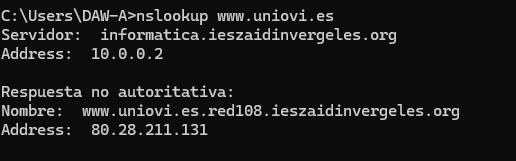 C:\Users\DAW-A>nslookup www.uniovi.es
Servidor:  informatica.ieszaidinvergeles.org
Address:  10.0.0.2

Respuesta no autoritativa:
Nombre:  www.uniovi.es.red108.ieszaidinvergeles.org
Address:  80.28.211.131